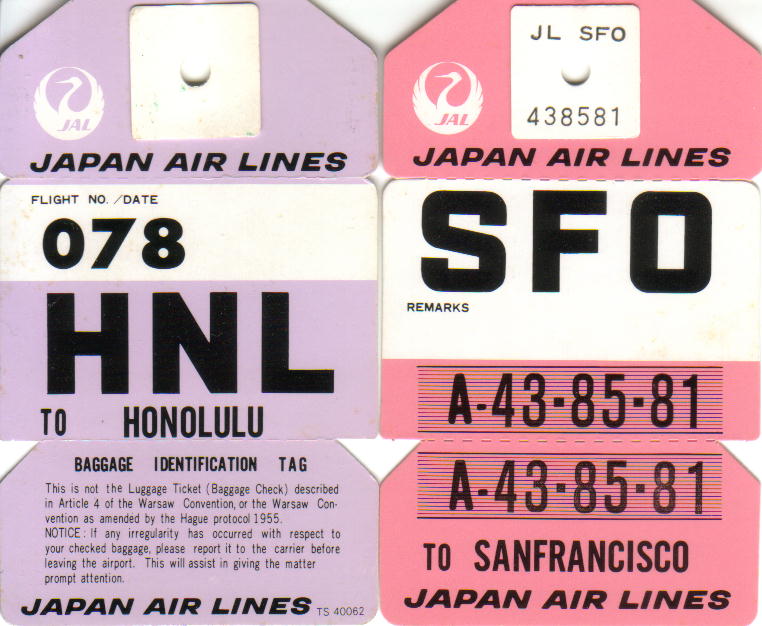 JAL
JAPAN AIR LINES
FLIGHT NO. /DATE
078
HNL
TO HONOLULU
BAGGAGE IDENTIFICATION TAG
This is not the Luggage Ticket (Baggage Check) described
in Article 4 of the Warsaw Convention, or the Warsaw Con-
vention as amended by the Hague protocol 1955.
NOTICE: If any irregularity has occurred with respect to
your checked baggage, please report it to the carrier before
leaving the airport. This will assist in giving the matter
prompt attention.
JAPAN AIR LINES TS 40062
JL SFO
438581
JAL
JAPAN AIR LINES
SFO
REMARKS
A-43-85-81
A-43-85-81
TO SANFRANCISCO
JAPAN AIR LINES